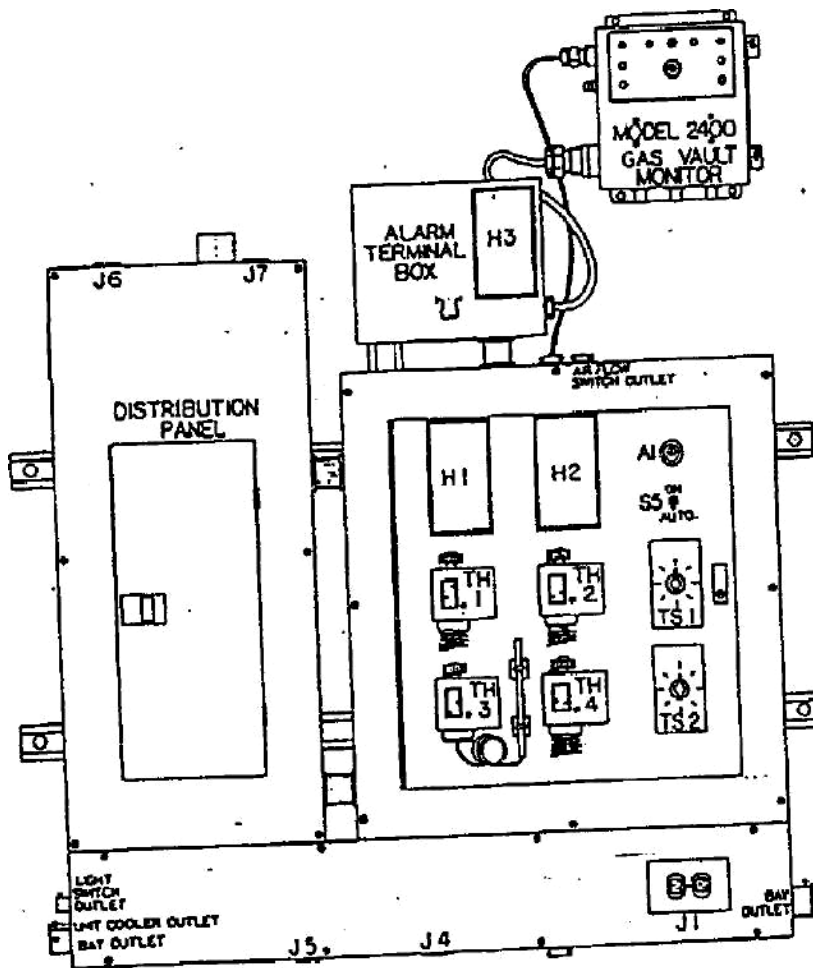 MODEL 2400
GAS VAULT
MONITOR
ALARM
TERMINAL
BOX
H3
J6
J7
AIR FLOW
SWITCH OUTLET
DISTRIBUTION
PANEL
H1
H2
A1
S5
ON
AUTO
TH
1
TH
2
TS1
TH
3
TH
4
TS2
LIGHT
SWITCH
OUTLET
UNIT COOLER OUTLET
BAY OUTLET
J5
J4
J1
BAY
OUTLET